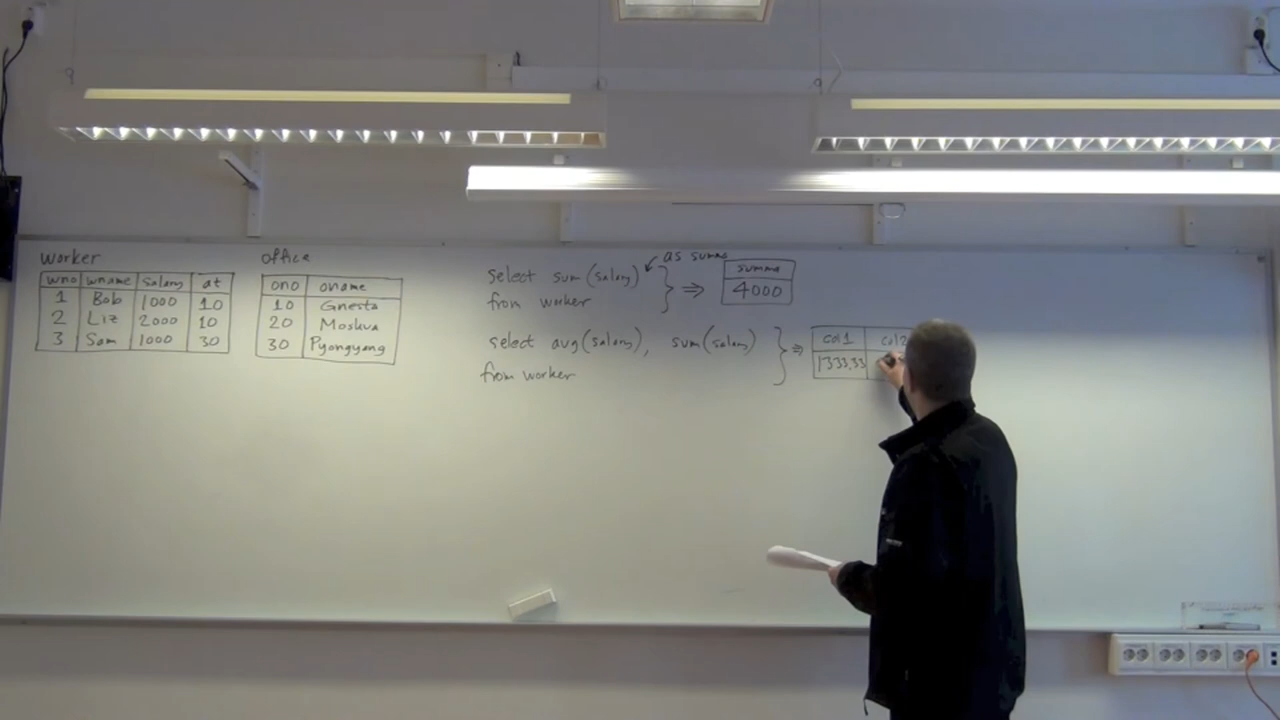 worker
wno wname salary at
1 Bob 1000 10
2 Liz 2000 10
3 Sam 1000 30
office
ono oname
10 Gnesta
20 Moskva
30 Pyongyang
as summa
select sum(salary)
from worker
} ⇒
summa
4000
select avg(salary), sum(salary)
from worker
} ⇒
col1 col2
1333,33